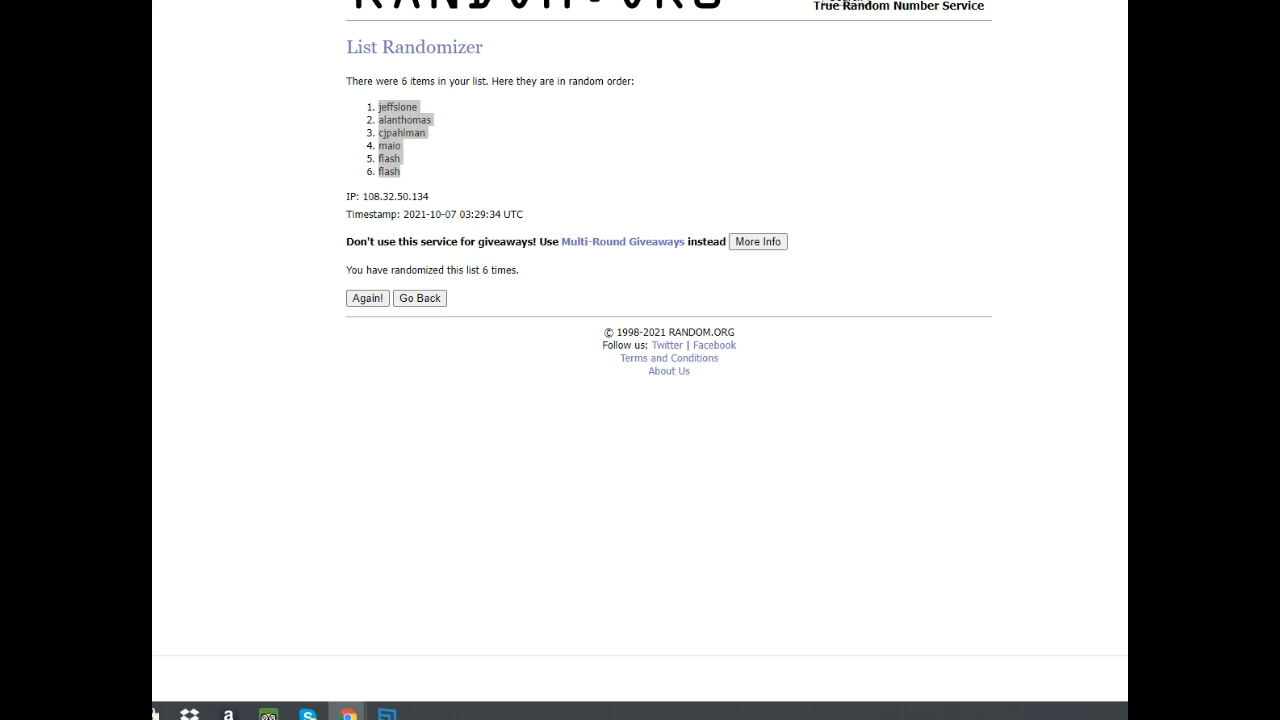 RANDOM.ORG
True Random Number Service
List Randomizer
There were 6 items in your list. Here they are in random order:
1. jeffslone
2. alanthomas
3. cjpahlman
4. maio
5. flash
6. flash
IP: 108.32.50.134
Timestamp: 2021-10-07 03:29:34 UTC
Don't use this service for giveaways! Use Multi-Round Giveaways instead More Info
You have randomized this list 6 times.
Again! Go Back
© 1998-2021 RANDOM.ORG
Follow us: Twitter | Facebook
Terms and Conditions
About Us